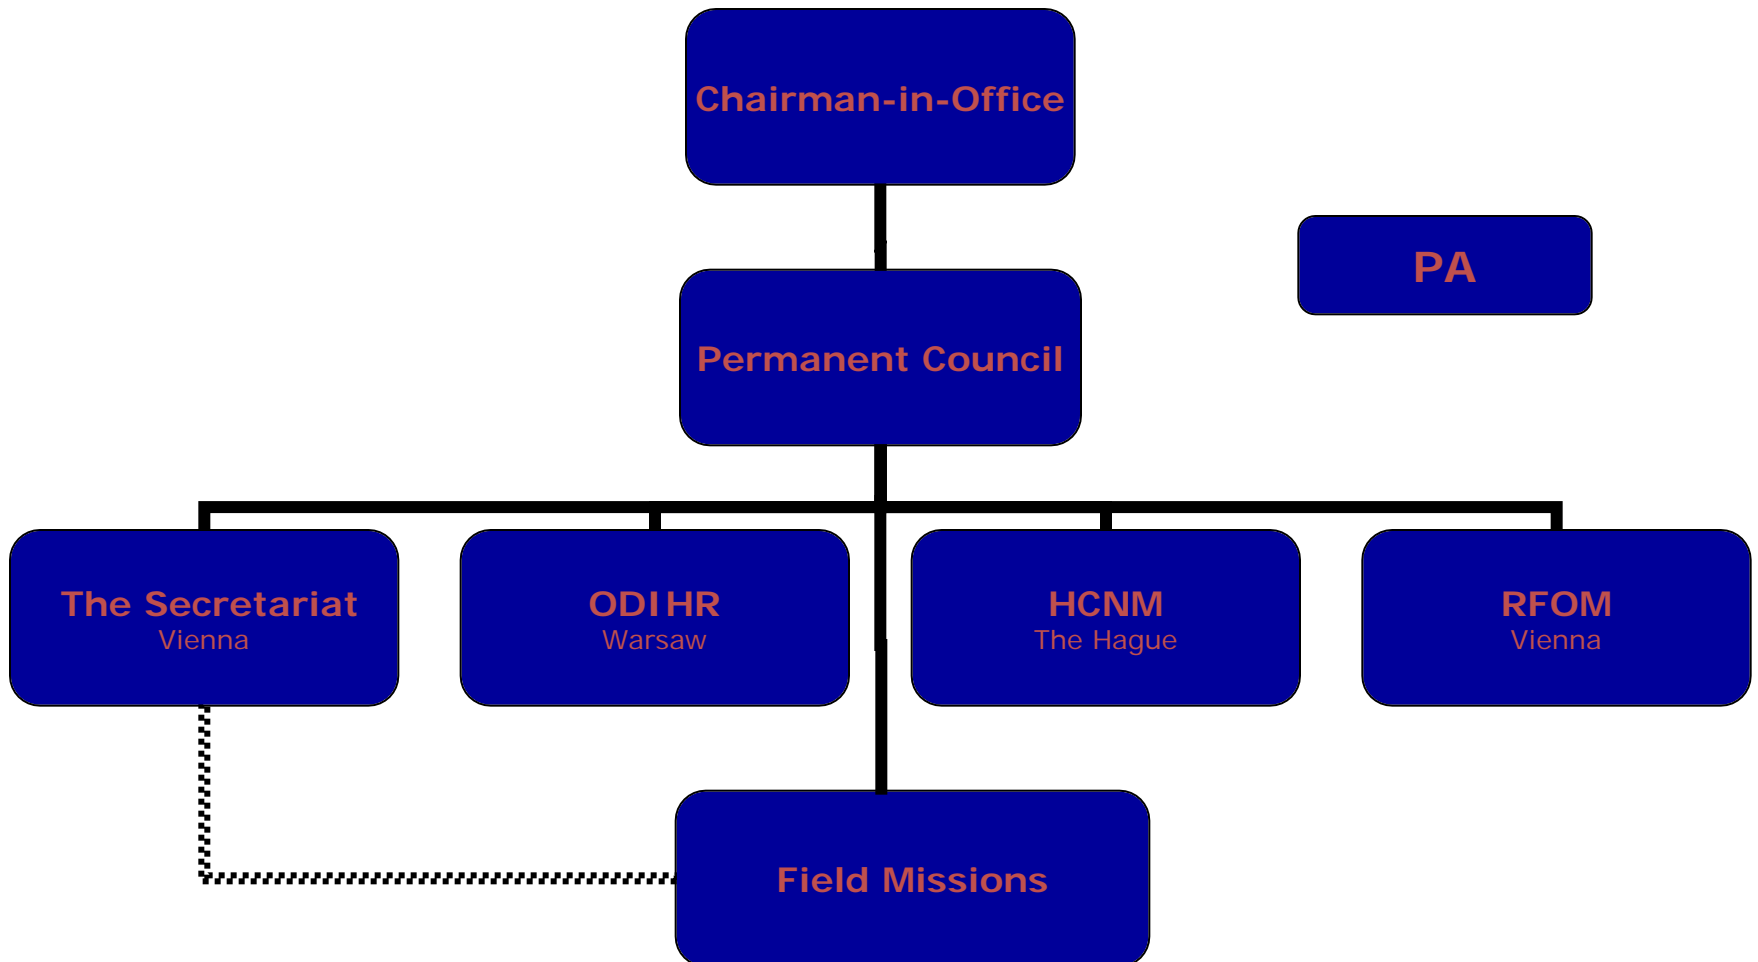 Chairman-in-Office
PA
Permanent Council
The Secretariat
Vienna
ODIHR
Warsaw
HCNM
The Hague
RFOM
Vienna
Field Missions